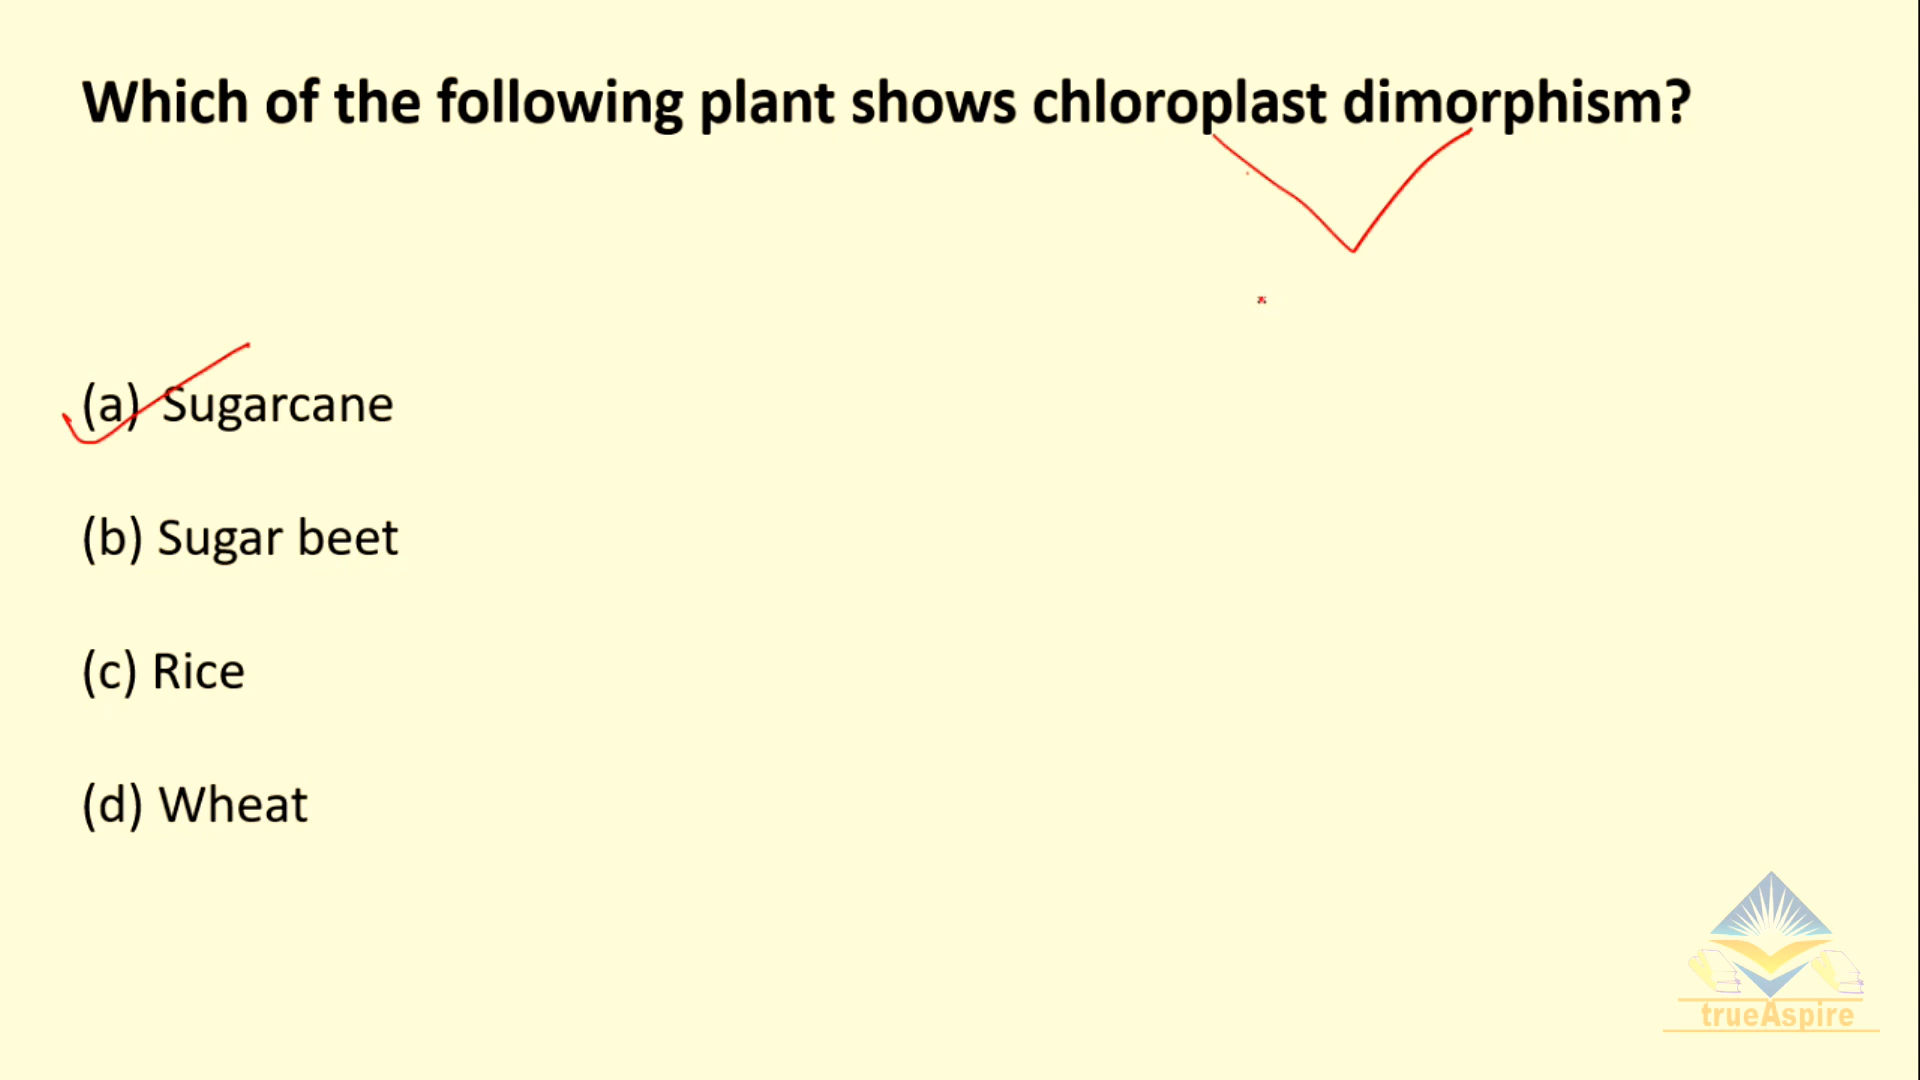 Which of the following plant shows chloroplast dimorphism?
(a) Sugarcane
(b) Sugar beet
(c) Rice
(d) Wheat
trueAspire